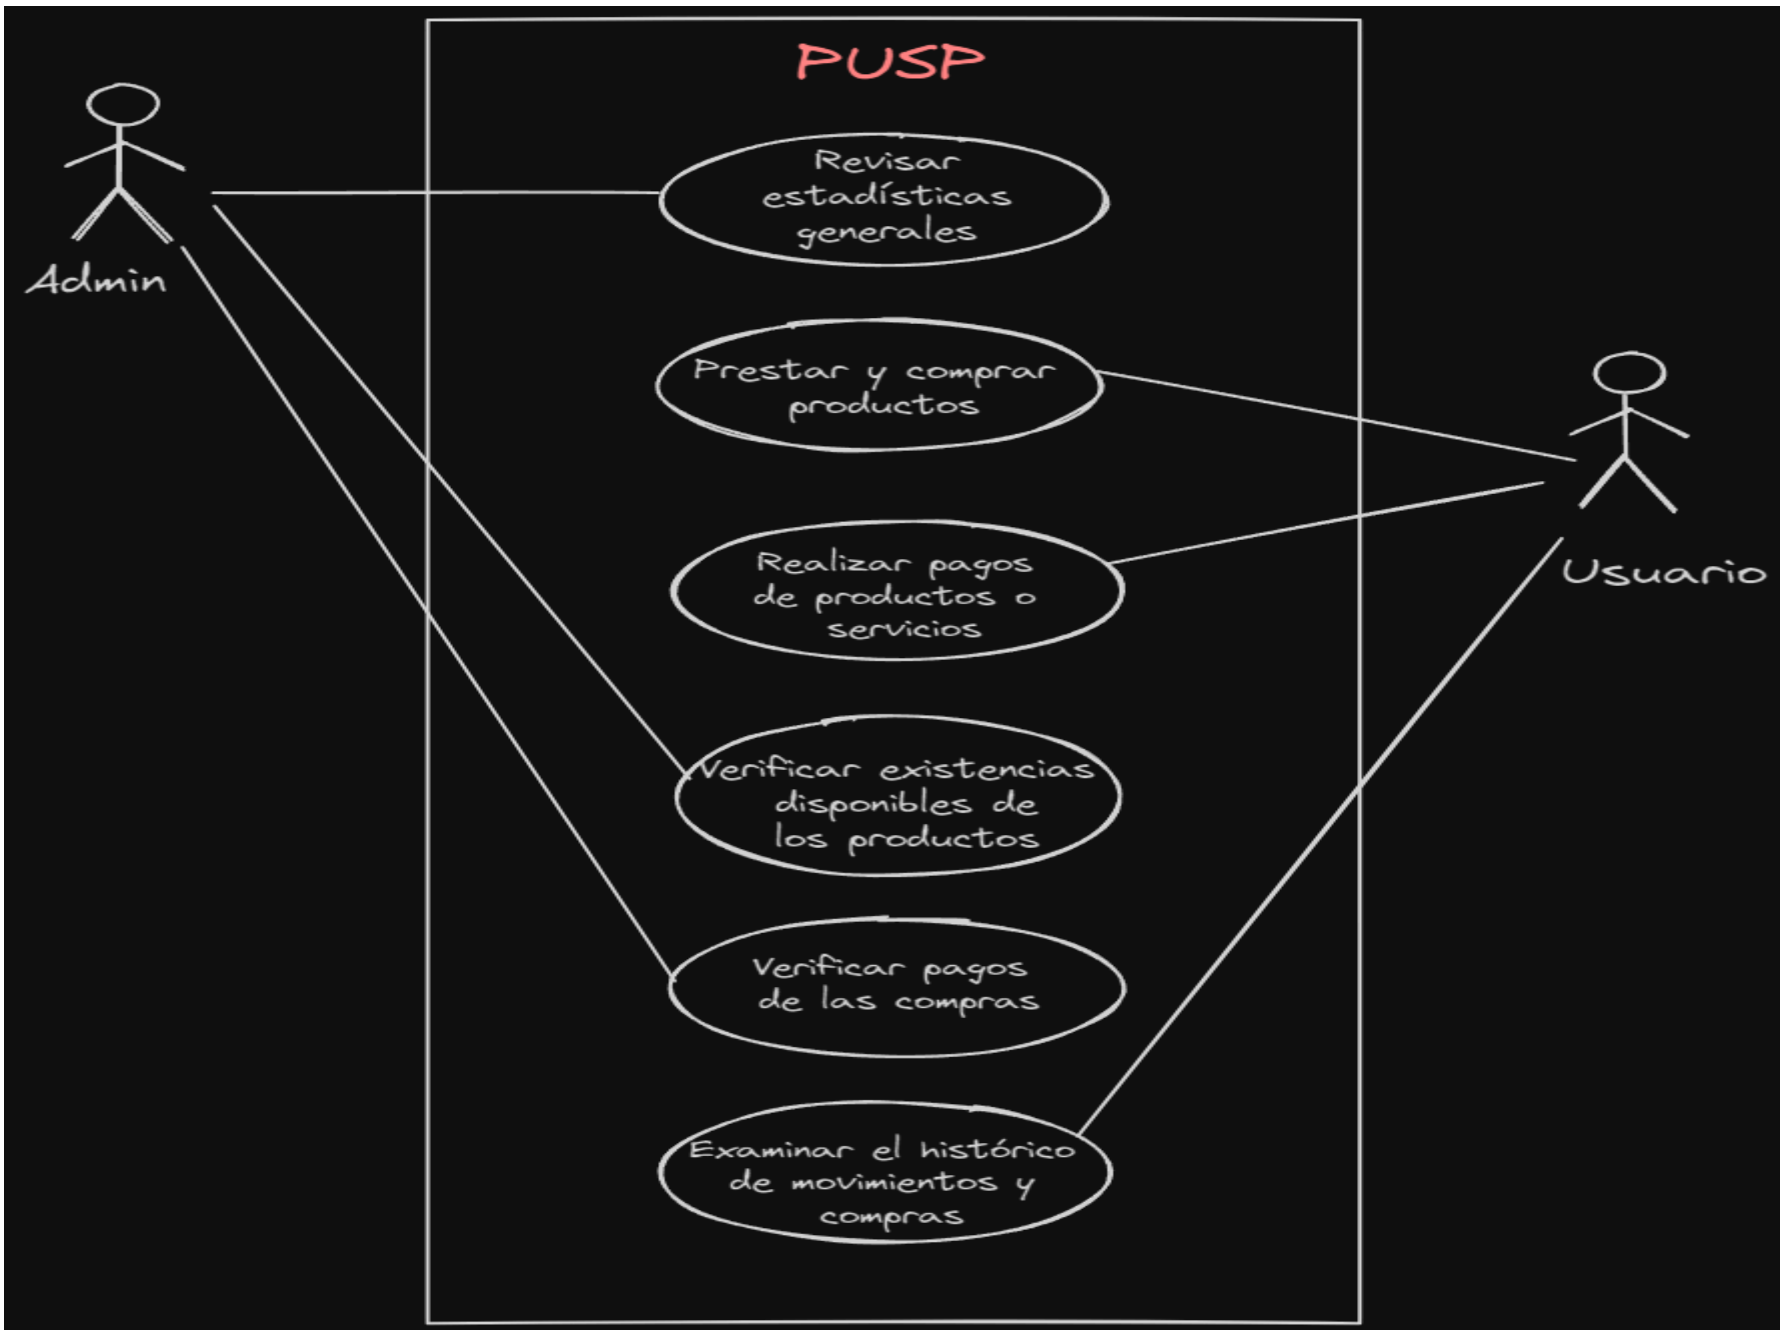 PUSP
Admin
Revisar
estadísticas
generales
Prestar y comprar
productos
Realizar pagos
de productos o
servicios
Usuario
Verificar existencias
disponibles de
los productos
Verificar pagos
de las compras
Examinar el histórico
de movimientos y
compras